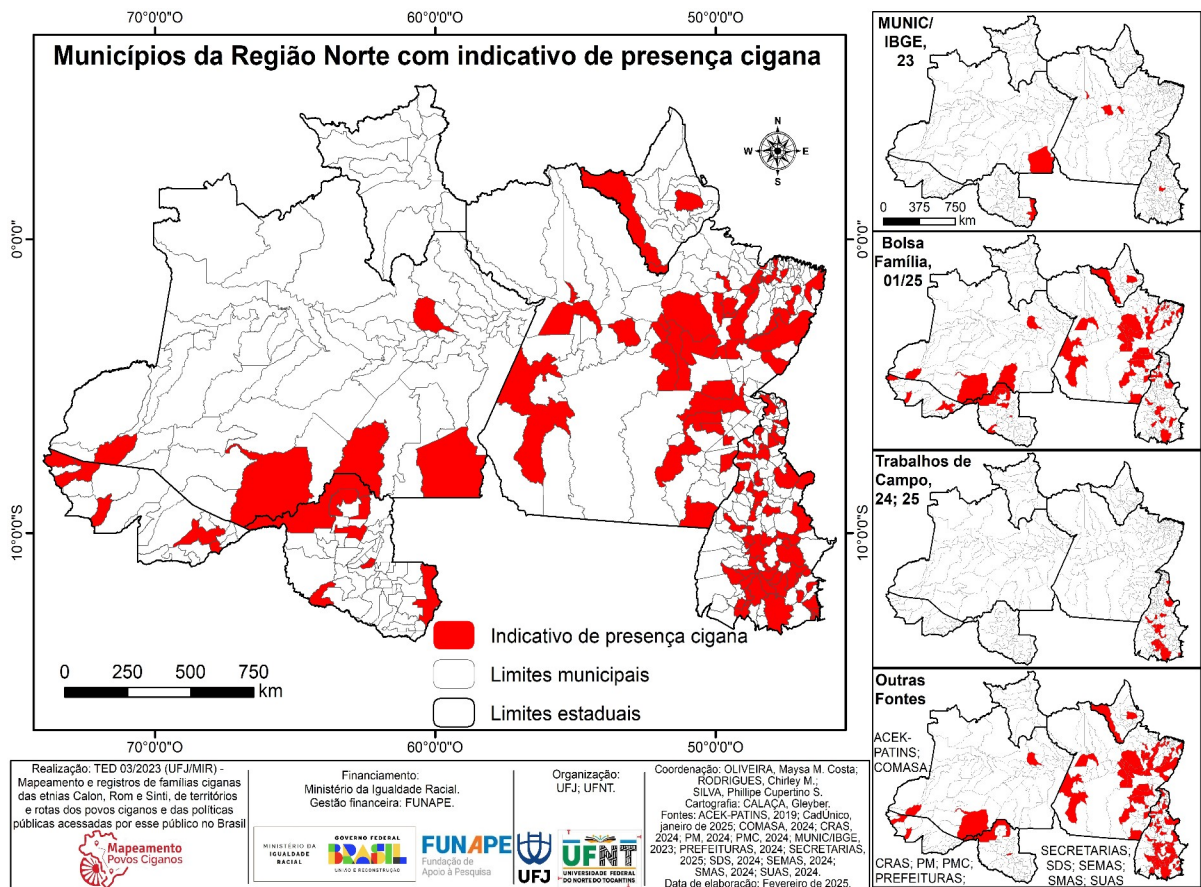 70°0'0"
60°0'0"
50°0'0"
Municípios da Região Norte com indicativo de presença cigana
N
W
E
S
0°0'0"
0°0'0"
10°0'0"S
10°0'0"S
Indicativo de presença cigana
Limites municipais
Limites estaduais
0
250
500
750
km
70°0'0"O
60°0'0"O
50°0'0"O
MUNIC/
IBGE,
23
0
375
750
km
Bolsa
Família,
01/25
Trabalhos de
Campo,
24; 25
Outras
Fontes
ACEK-
PATINS;
COMASA;
CRAS; PM; PMC,
PREFEITURAS;
SECRETARIAS;
SDS; SEMAS;
SMAS; SUAS
Realização: TED 03/2023 (UFJ/MIR) -
Mapeamento e registros de famílias ciganas
das etnias Calon, Rom e Sinti, de territórios
e rotas dos povos ciganos e das políticas
públicas acessadas por esse público no Brasil
Mapeamento
Povos Ciganos
Financiamento:
Ministério da Igualdade Racial.
Gestão financeira: FUNAPE.
MINISTÉRIO DA
IGUALDADE
RACIAL
GOVERNO FEDERAL
BRASIL
UNIÃO E RECONSTRUÇÃO
FUNAPE
Fundação de
Apoio à Pesquisa
Organização:
UFJ; UFNT.
UFJ
UFNT
UNIVERSIDADE FEDERAL
DO NORTE DO TOCANTINS
Coordenação: OLIVEIRA, Maysa M. Costa;
RODRIGUES, Chirley M.;
SILVA, Phillipe Cupertino S.
Cartografia: CALAÇA, Gleyber.
Fontes: ACEK-PATINS, 2019; CadÚnico,
janeiro de 2025; COMASA, 2024; CRAS,
2024; PM, 2024; PMC, 2024; MUNIC/IBGE,
2023; PREFEITURAS, 2024; SECRETARIAS,
2025; SDS, 2024; SEMAS, 2024;
SMAS, 2024; SUAS, 2024.
Data de elaboração: Fevereiro de 2025.